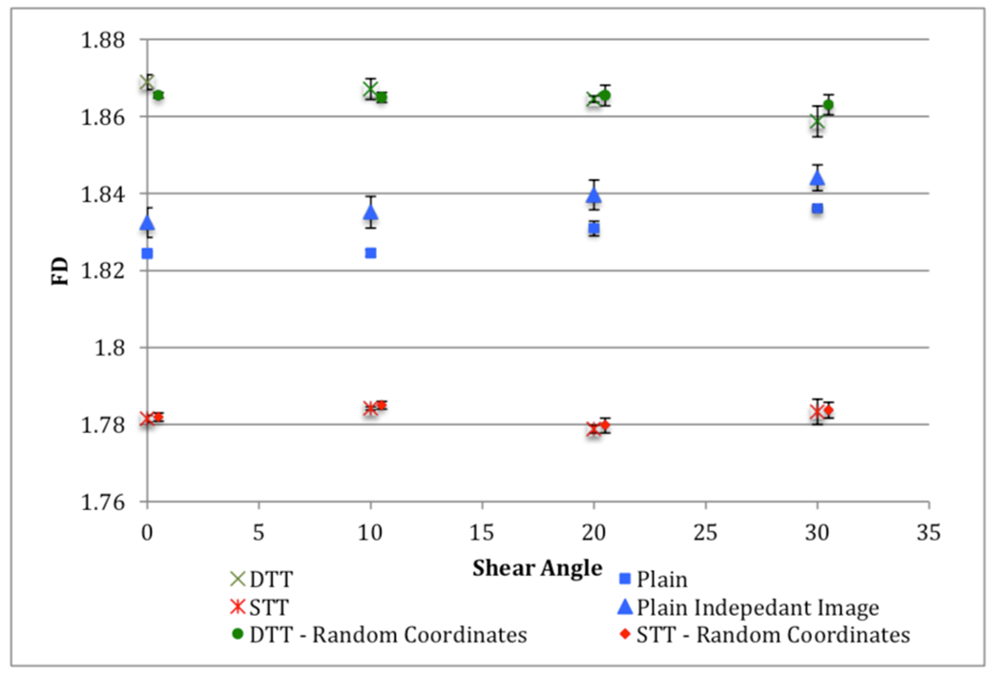 1.88
1.86
1.84
1.82
1.8
1.78
1.76
FD
0 5 10 15 20 25 30 35
Shear Angle
DTT Plain
STT Plain Indepedant Image
DTT - Random Coordinates STT - Random Coordinates